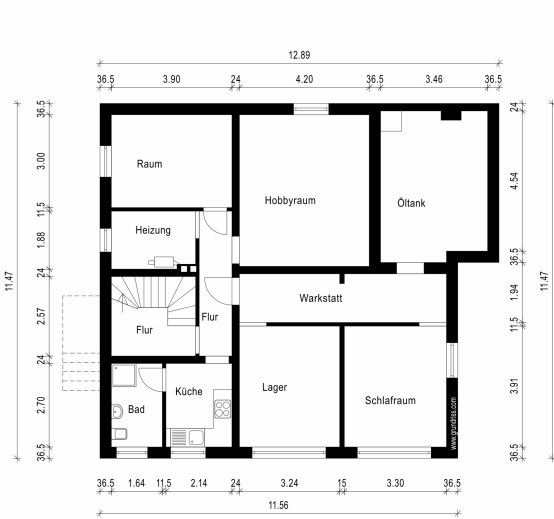 12.89
36.5 3.90 24 4.20 36.5 3.46 36.5
11.47
36.5
3.00
11.5
1.88
24
2.57
24
2.70
36.5
Raum
Hobbyraum
Öltank
Heizung
Warkstatt
Flur
Flur
Küche
Bad
Lager
Schlafraum
www.grundriss.com
24
4.54
36.5
1.94
11.5
3.91
36.5
11.47
36.5 1.64 11.5 2.14 24 3.24 15 3.30 36.5
11.56